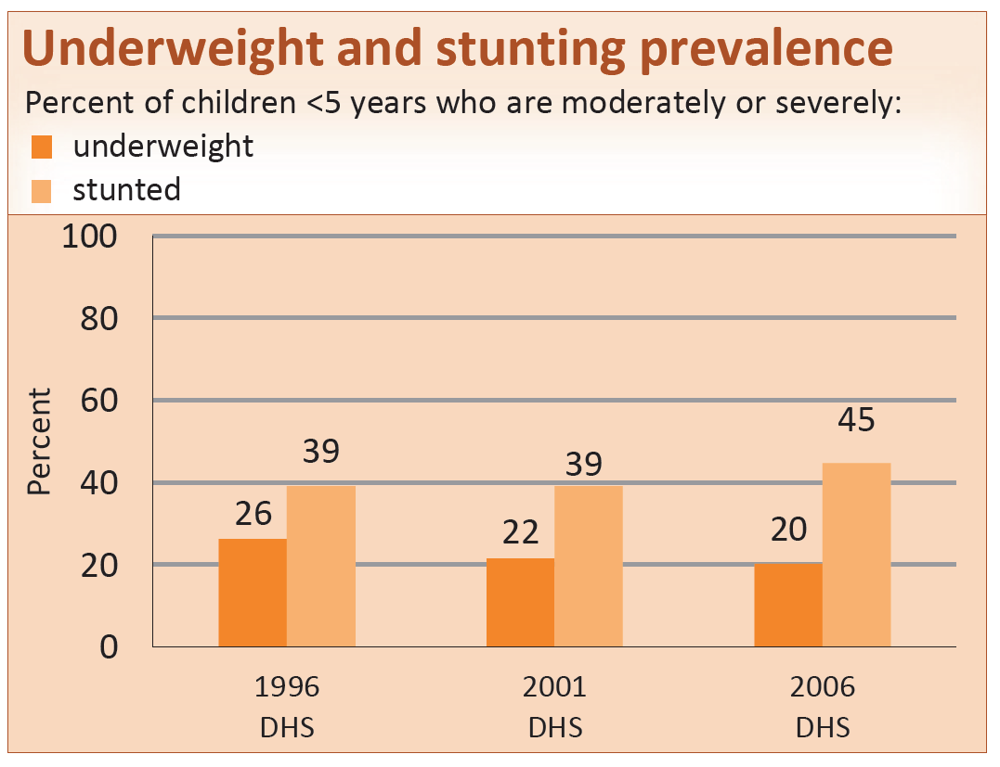 Underweight and stunting prevalence
Percent of children <5 years who are moderately or severely:
underweight
stunted
100
80
60
40
20
0
Percent
26
39
22
39
20
45
1996
DHS
2001
DHS
2006
DHS